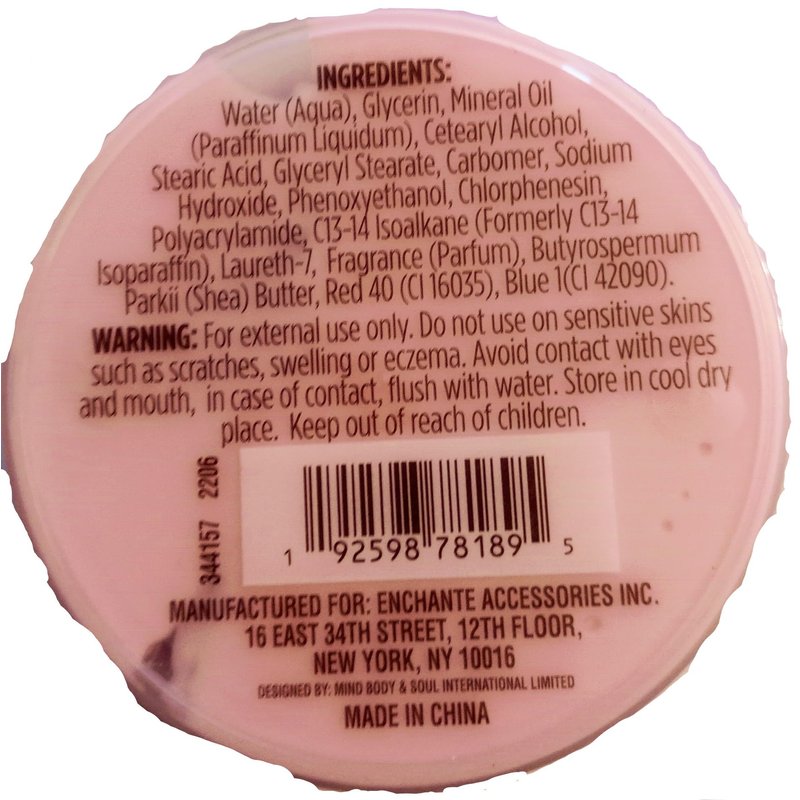 INGREDIENTS:
Water (Aqua), Glycerin, Mineral Oil
(Paraffinum Liquidum), Cetearyl Alcohol,
Stearic Acid, Glyceryl Stearate, Carbomer, Sodium
Hydroxide, Phenoxyethanol, Chlorphenesin,
Polyacrylamide, C13-14 Isoalkane (Formerly C13-14
Isoparaffin), Laureth-7, Fragrance (Parfum), Butyrospermum
Parkii (Shea) Butter, Red 40 (CI 16035), Blue 1(CI 42090).
WARNING: For external use only. Do not use on sensitive skins
such as scratches, swelling or eczema. Avoid contact with eyes
and mouth, in case of contact, flush with water. Store in cool dry
place. Keep out of reach of children.
344157 2206
1 92598 78189 5
MANUFACTURED FOR: ENCHANTE ACCESSORIES INC.
16 EAST 34TH STREET, 12TH FLOOR,
NEW YORK, NY 10016
DESIGNED BY: MIND BODY & SOUL INTERNATIONAL LIMITED
MADE IN CHINA